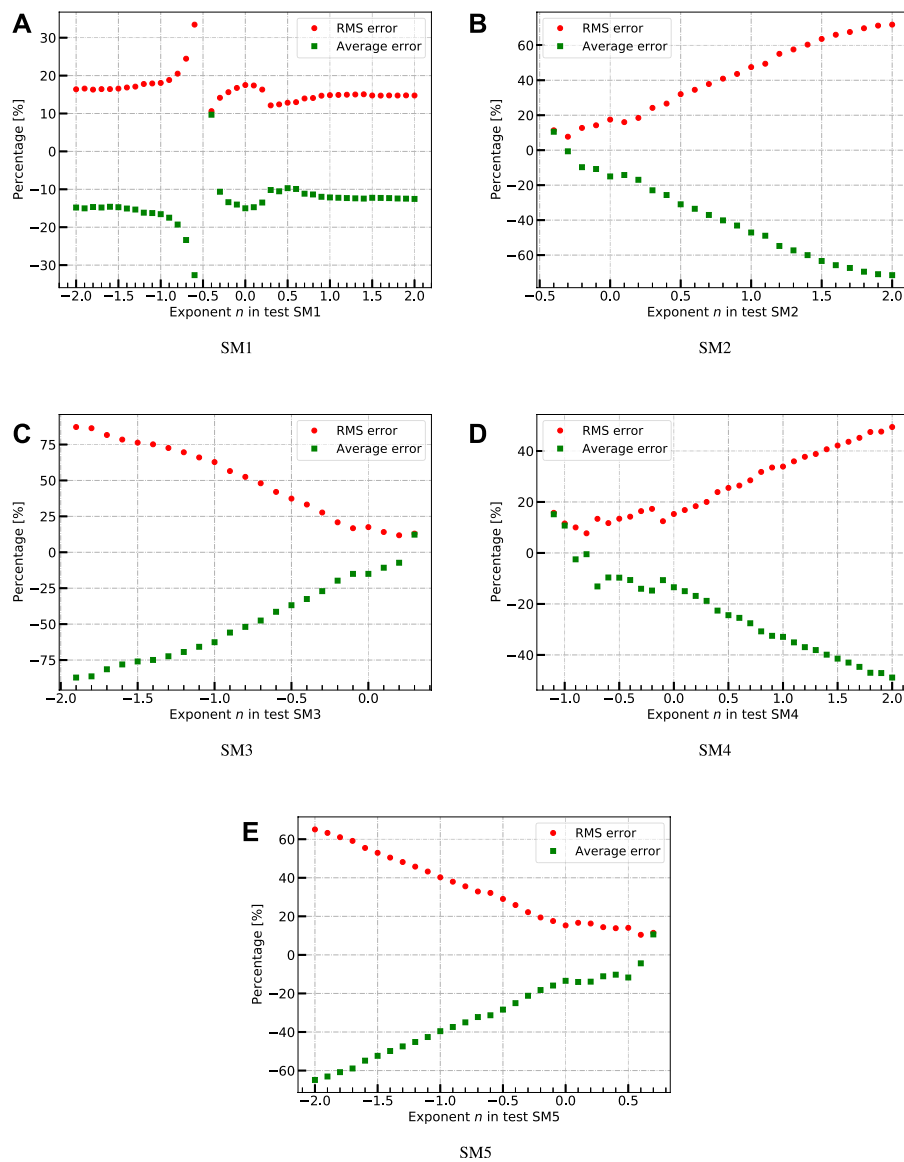 A
RMS error
Average error
30
20
10
0
−10
−20
−30
Percentage [%]
−2.0 −1.5 −1.0 −0.5 0.0 0.5 1.0 1.5 2.0
Exponent n in test SM1
SM1
B
RMS error
Average error
60
40
20
0
−20
−40
−60
Percentage [%]
−0.5 0.0 0.5 1.0 1.5 2.0
Exponent n in test SM2
SM2
C
RMS error
Average error
75
50
25
0
−25
−50
−75
Percentage [%]
−2.0 −1.5 −1.0 −0.5 0.0
Exponent n in test SM3
SM3
D
RMS error
Average error
40
20
0
−20
−40
Percentage [%]
−1.0 −0.5 0.0 0.5 1.0 1.5 2.0
Exponent n in test SM4
SM4
E
RMS error
Average error
60
40
20
0
−20
−40
−60
Percentage [%]
−2.0 −1.5 −1.0 −0.5 0.0 0.5
Exponent n in test SM5
SM5